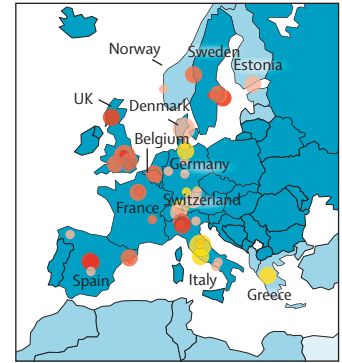 Norway
Sweden
Estonia
UK
Denmark
Belgium
Germany
Switzerland
France
Spain
Italy
Greece